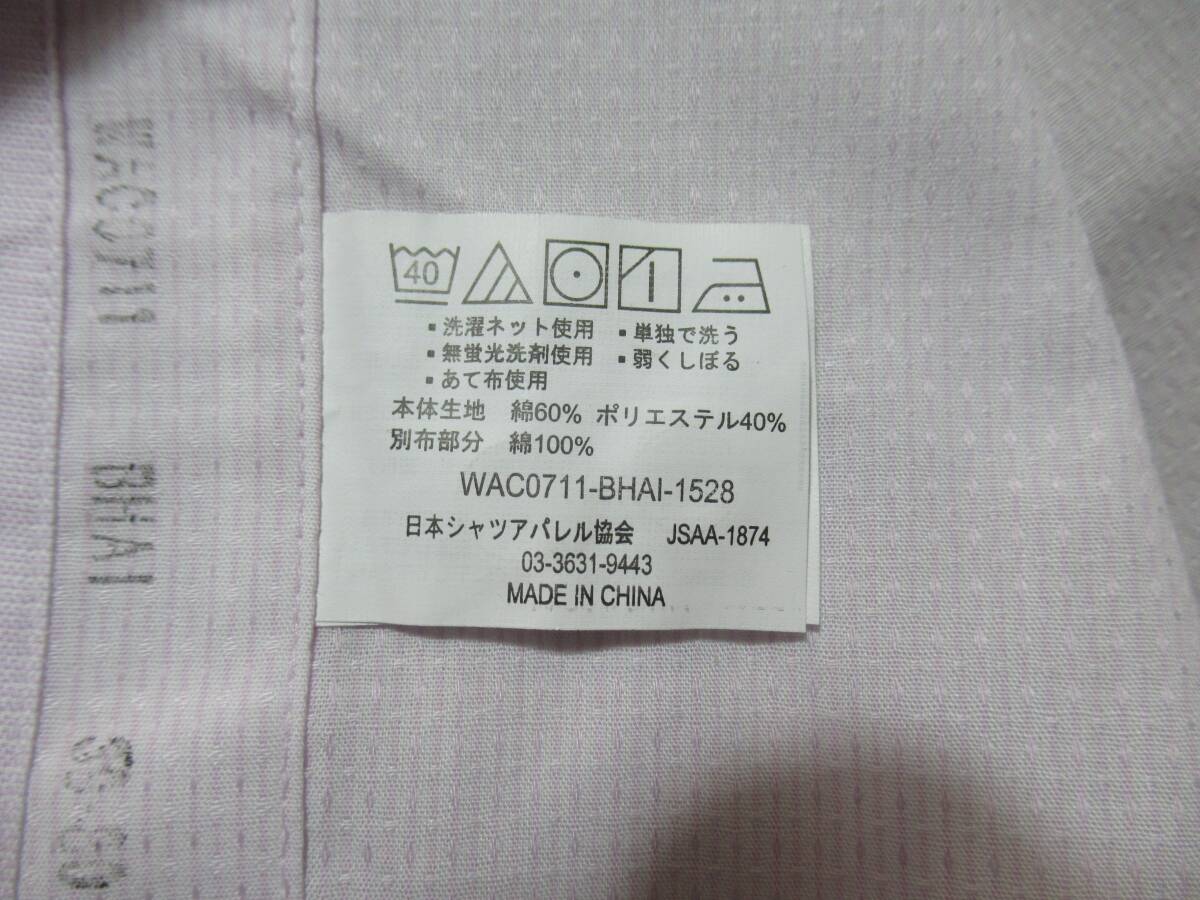 40
▪洗濯ネット使用 ▪単独で洗う
▪無蛍光洗剤使用 ▪弱くしぼる
▪あて布使用
本体生地 綿60% ポリエステル40%
別布部分 綿100%
WAC0711-BHAI-1528
日本シャツアパレル協会 JSAA-1874
03-3631-9443
MADE IN CHINA
WAC0711 BHAI